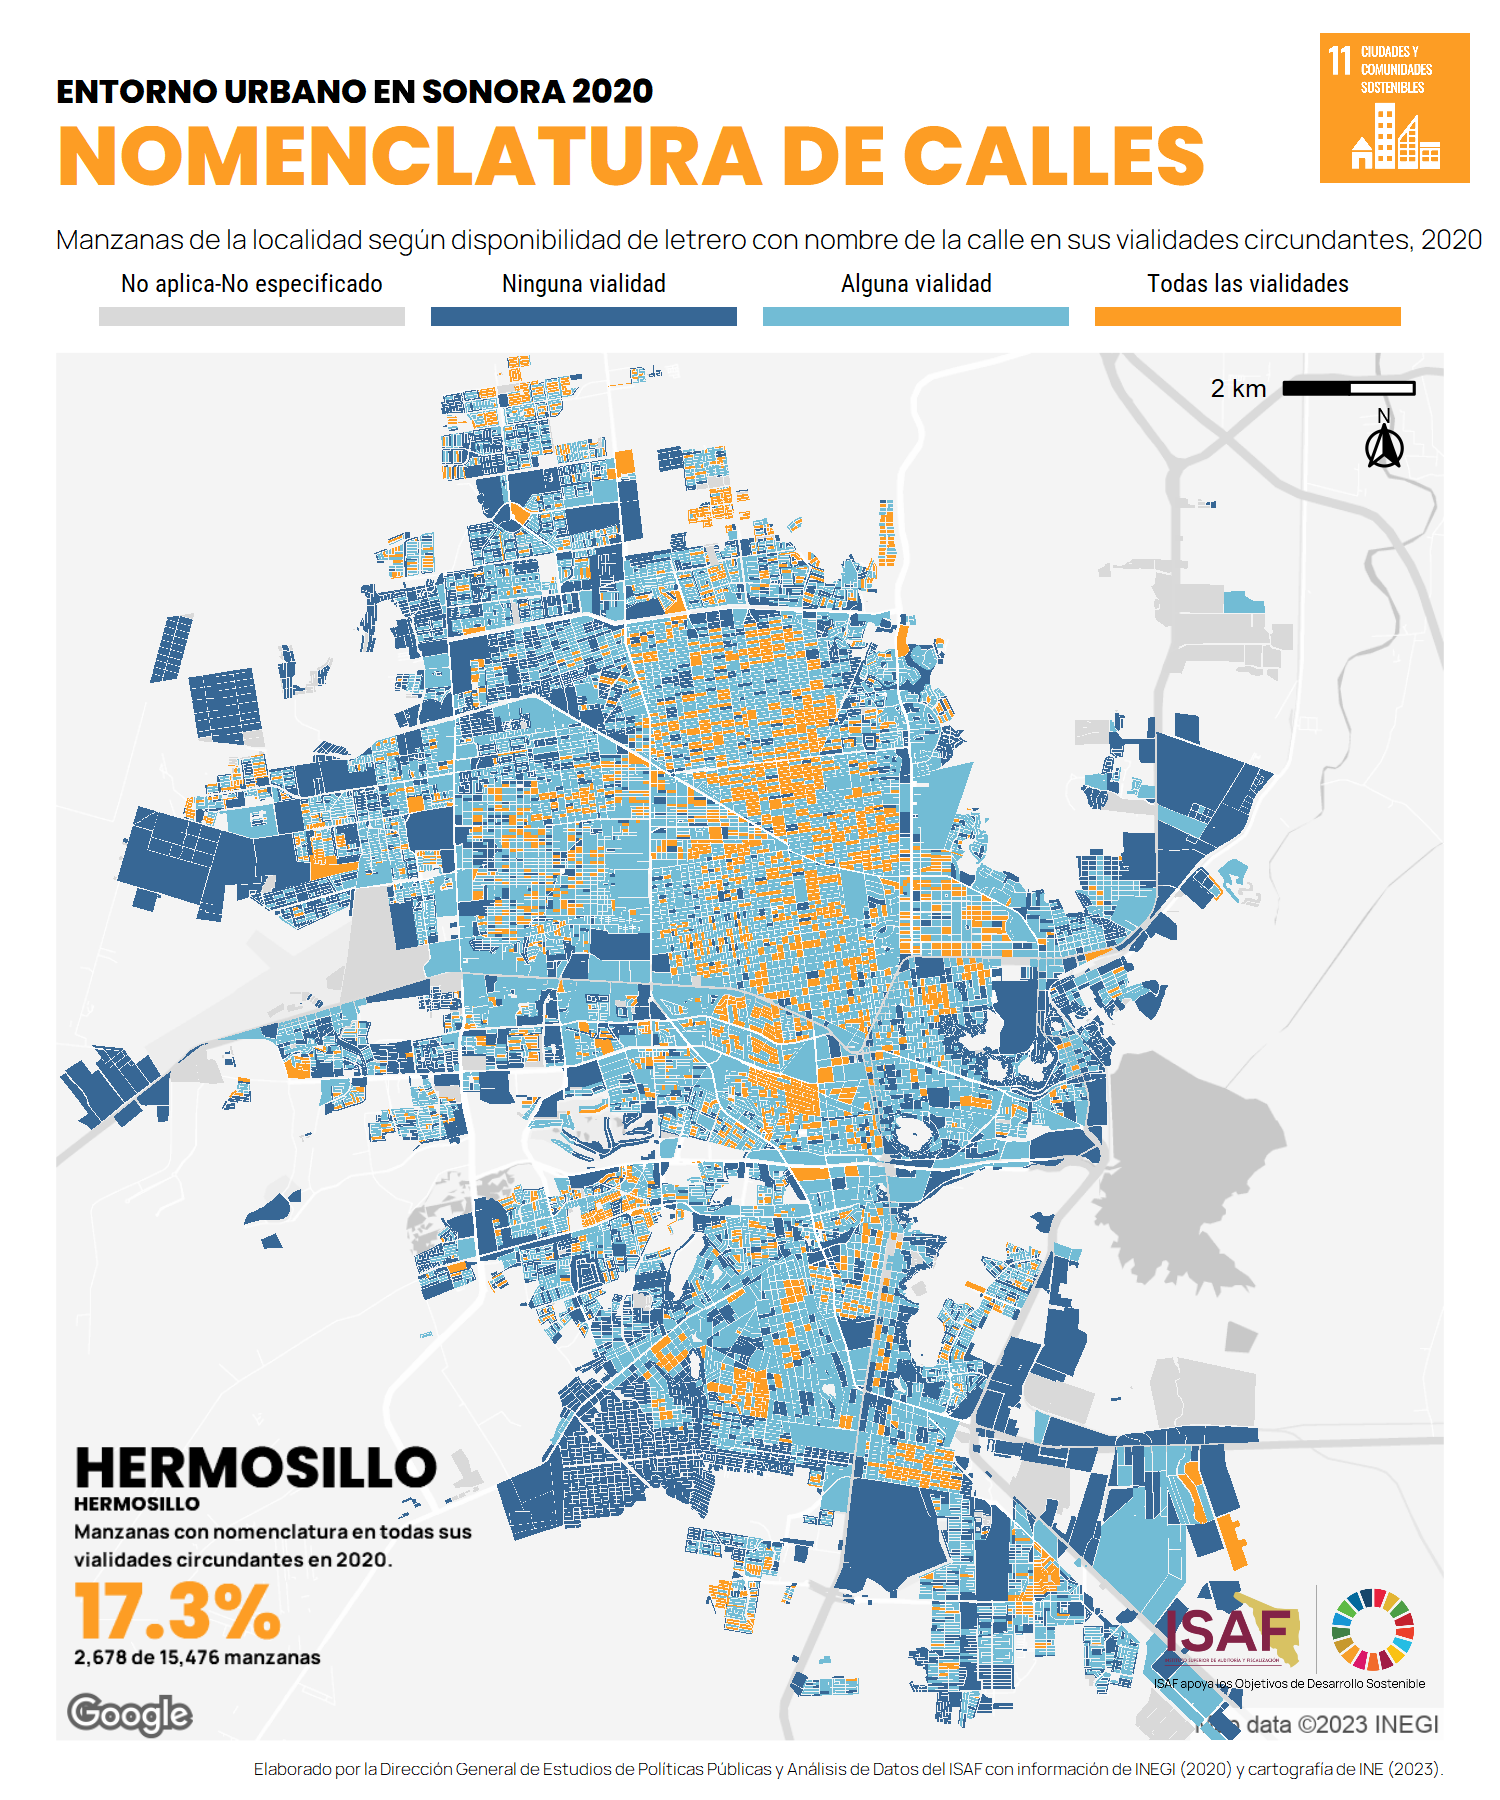 11 CIUDADES Y
COMUNIDADES
SOSTENIBLES
ENTORNO URBANO EN SONORA 2020
NOMENCLATURA DE CALLES
Manzanas de la localidad según disponibilidad de letrero con nombre de la calle en sus vialidades circundantes, 2020
No aplica-No especificado
Ninguna vialidad
Alguna vialidad
Todas las vialidades
2 km
N
HERMOSILLO
HERMOSILLO
Manzanas con nomenclatura en todas sus
vialidades circundantes en 2020.
17.3%
2,678 de 15,476 manzanas
ISAF
INSTITUTO SUPERIOR DE AUDITORÍA Y FISCALIZACIÓN
ISAF apoya los Objetivos de Desarrollo Sostenible
Google
data ©2023 INEGI
Elaborado por la Dirección General de Estudios de Políticas Públicas y Análisis de Datos del ISAF con información de INEGI (2020) y cartografía de INE (2023).